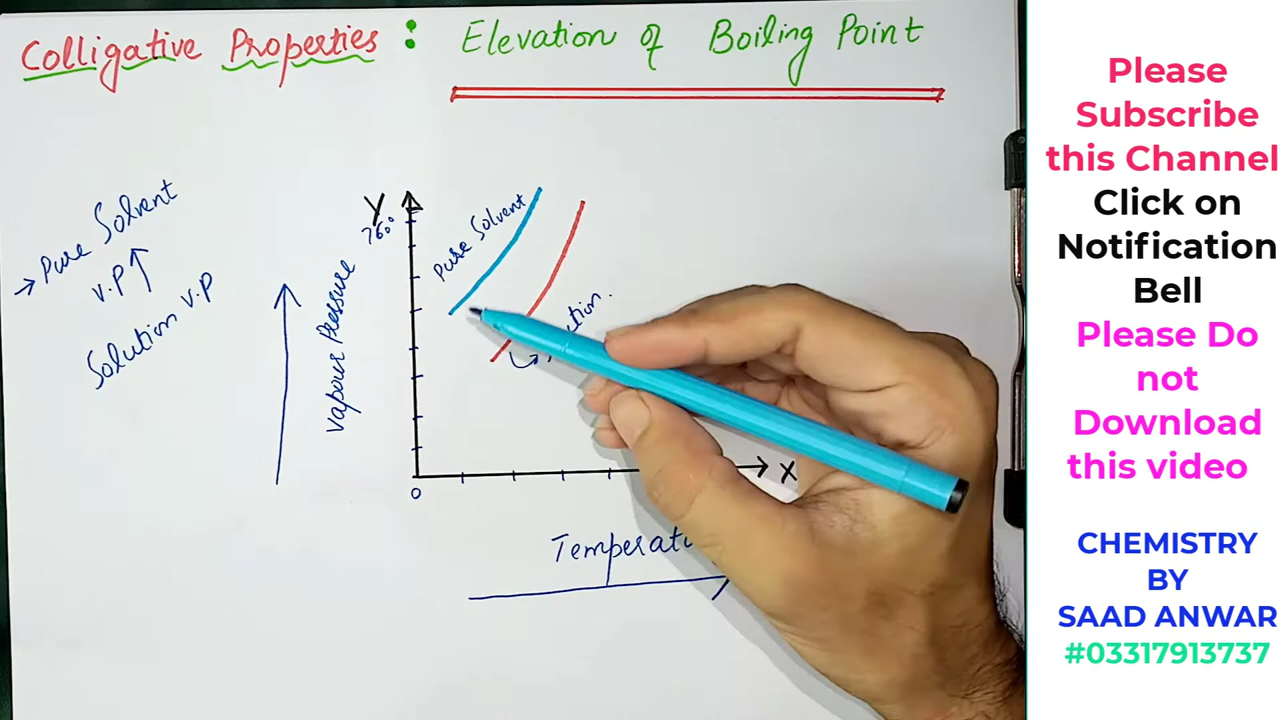 Colligative Properties : Elevation of Boiling Point
→ Pure Solvent
V.P ↑
Solution V.P
Vapour Pressure
Y
760
Pure Solvent
X
0
Please
Subscribe
this Channel
Click on
Notification
Bell
Please Do
not
Download
this video
CHEMISTRY
BY
SAAD ANWAR
#03317913737